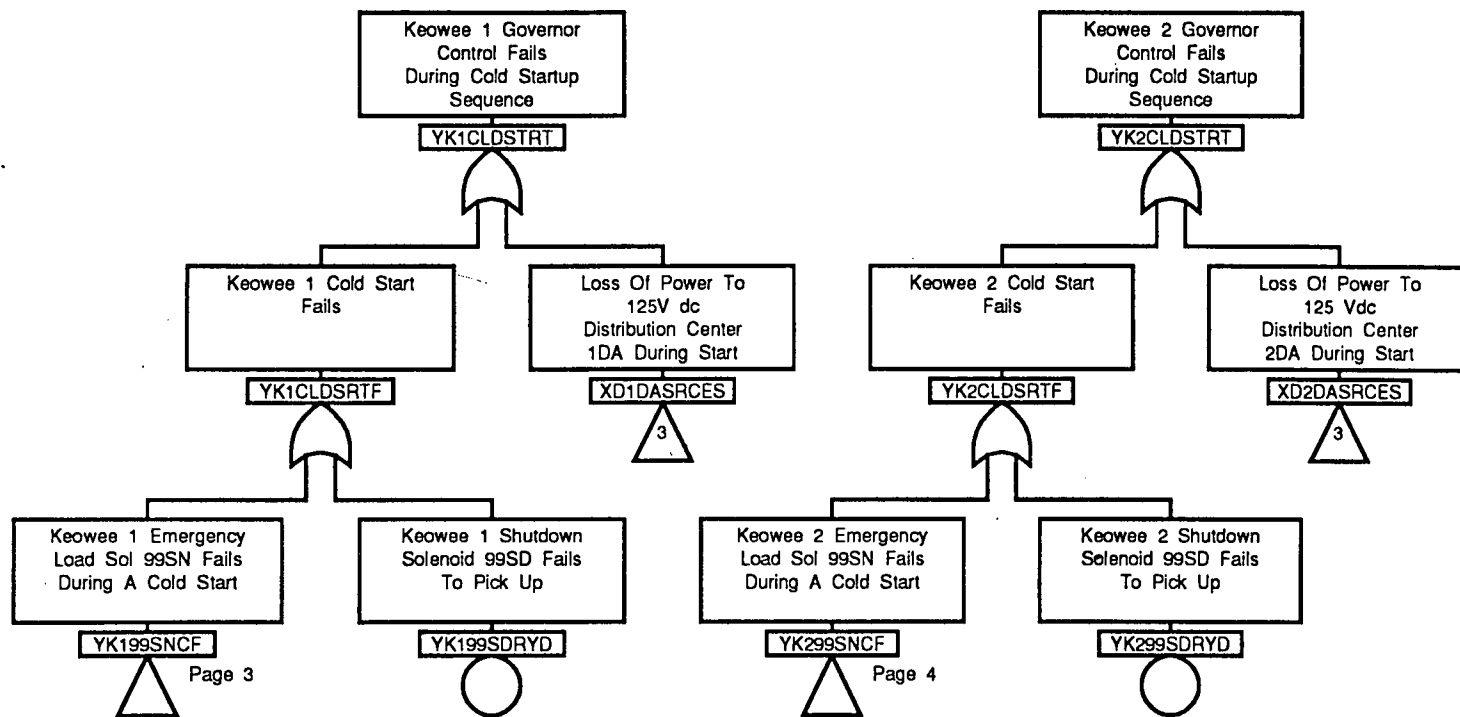 Keowee 1 Governor
Control Fails
During Cold Startup
Sequence
YK1CLDSTRT
Keowee 2 Governor
Control Fails
During Cold Startup
Sequence
YK2CLDSTRT
Keowee 1 Cold Start
Fails
YK1CLDSRTF
Loss Of Power To
125V dc
Distribution Center
1DA During Start
XD1DASRCES
3
Keowee 2 Cold Start
Fails
YK2CLDSRTF
Loss Of Power To
125 Vdc
Distribution Center
2DA During Start
XD2DASRCES
3
Keowee 1 Emergency
Load Sol 99SN Fails
During A Cold Start
YK199SNCF
Page 3
Keowee 1 Shutdown
Solenoid 99SD Fails
To Pick Up
YK199SDRYD
Keowee 2 Emergency
Load Sol 99SN Fails
During A Cold Start
YK299SNCF
Page 4
Keowee 2 Shutdown
Solenoid 99SD Fails
To Pick Up
YK299SDRYD